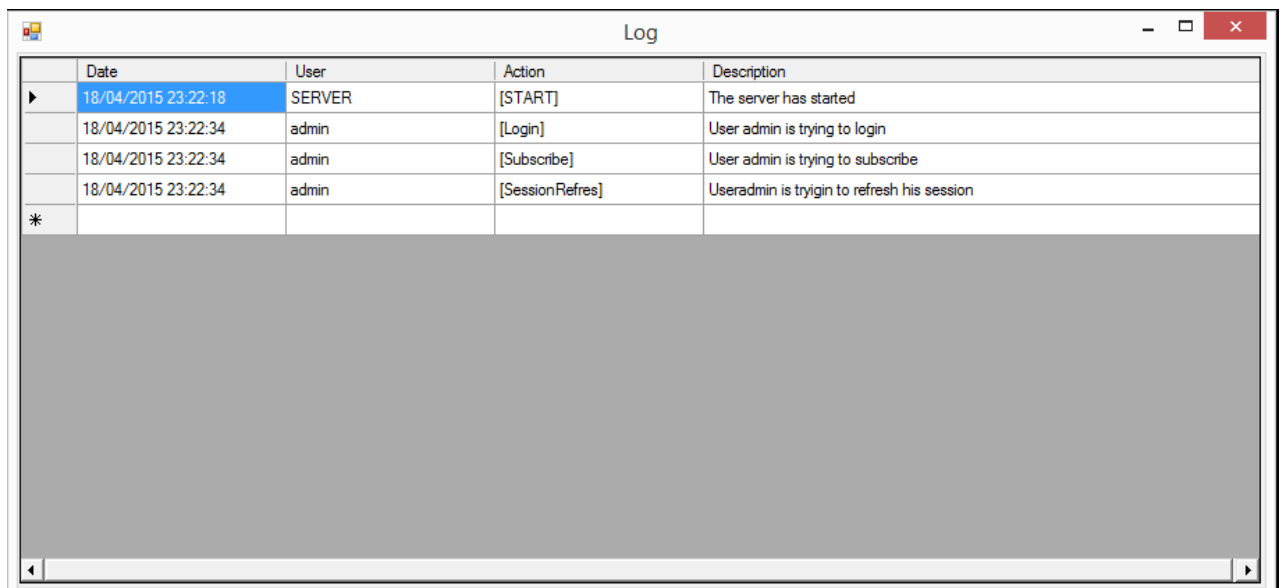 Log
Date User Action Description
18/04/2015 23:22:18 SERVER [START] The server has started
18/04/2015 23:22:34 admin [Login] User admin is trying to login
18/04/2015 23:22:34 admin [Subscribe] User admin is trying to subscribe
18/04/2015 23:22:34 admin [SessionRefres] Useradmin is tryigin to refresh his session